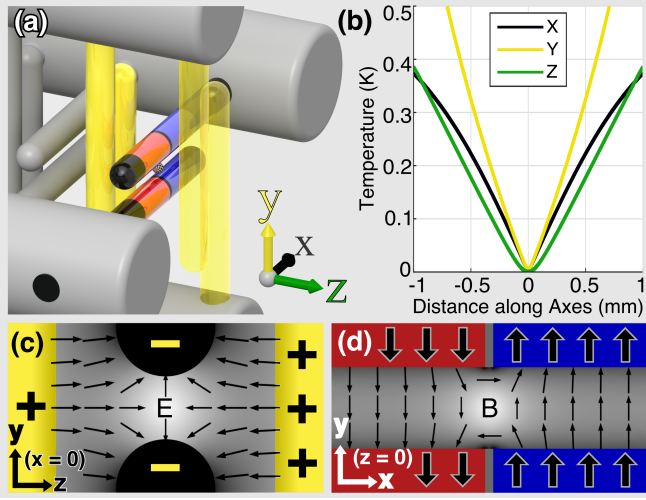 (a)
y
x
z
(b)
Temperature (K)
0.5
0.4
0.3
0.2
0.1
0
X
Y
Z
-1 -0.5 0 0.5 1
Distance along Axes (mm)
(c)
−
+ +
E
+
− +
y
(x = 0)
z
(d)
B
y
(z = 0)
x